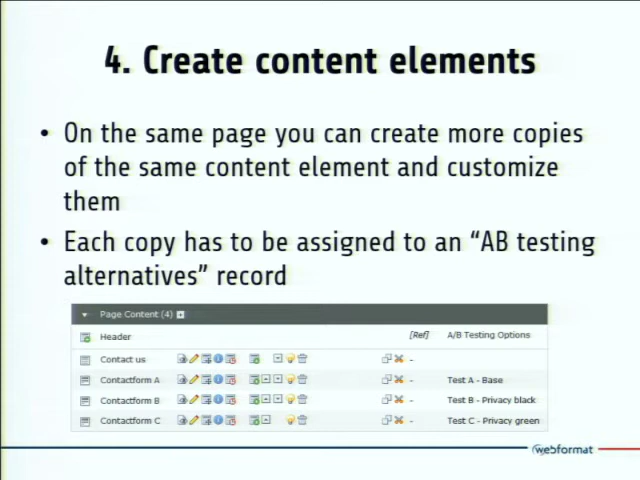 4. Create content elements
• On the same page you can create more copies
of the same content element and customize
them
• Each copy has to be assigned to an “AB testing
alternatives” record
Page Content (4)
Header [Ref] A/B Testing Options
Contact us -
Contactform A - Test A - Base
Contactform B - Test B - Privacy black
Contactform C - Test C - Privacy green
webformat